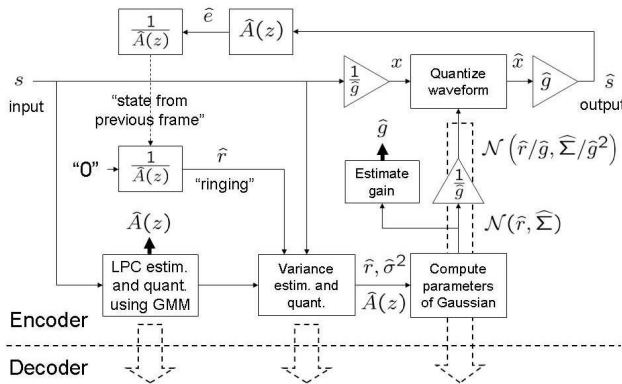 1/Â(z)
ê
Â(z)
s
input
1/ĝ
x
Quantize
waveform
x̂
ĝ
ŝ
output
“state from
previous frame”
“0”
1/Â(z)
r̂
“ringing”
ĝ
Estimate
gain
N(r̂/ĝ, Σ̂/ĝ²)
1/ĝ
N(r̂, Σ̂)
Â(z)
LPC estim.
and quant.
using GMM
Variance
estim. and
quant.
r̂, σ̂²
Â(z)
Compute
parameters
of Gaussian
Encoder
Decoder